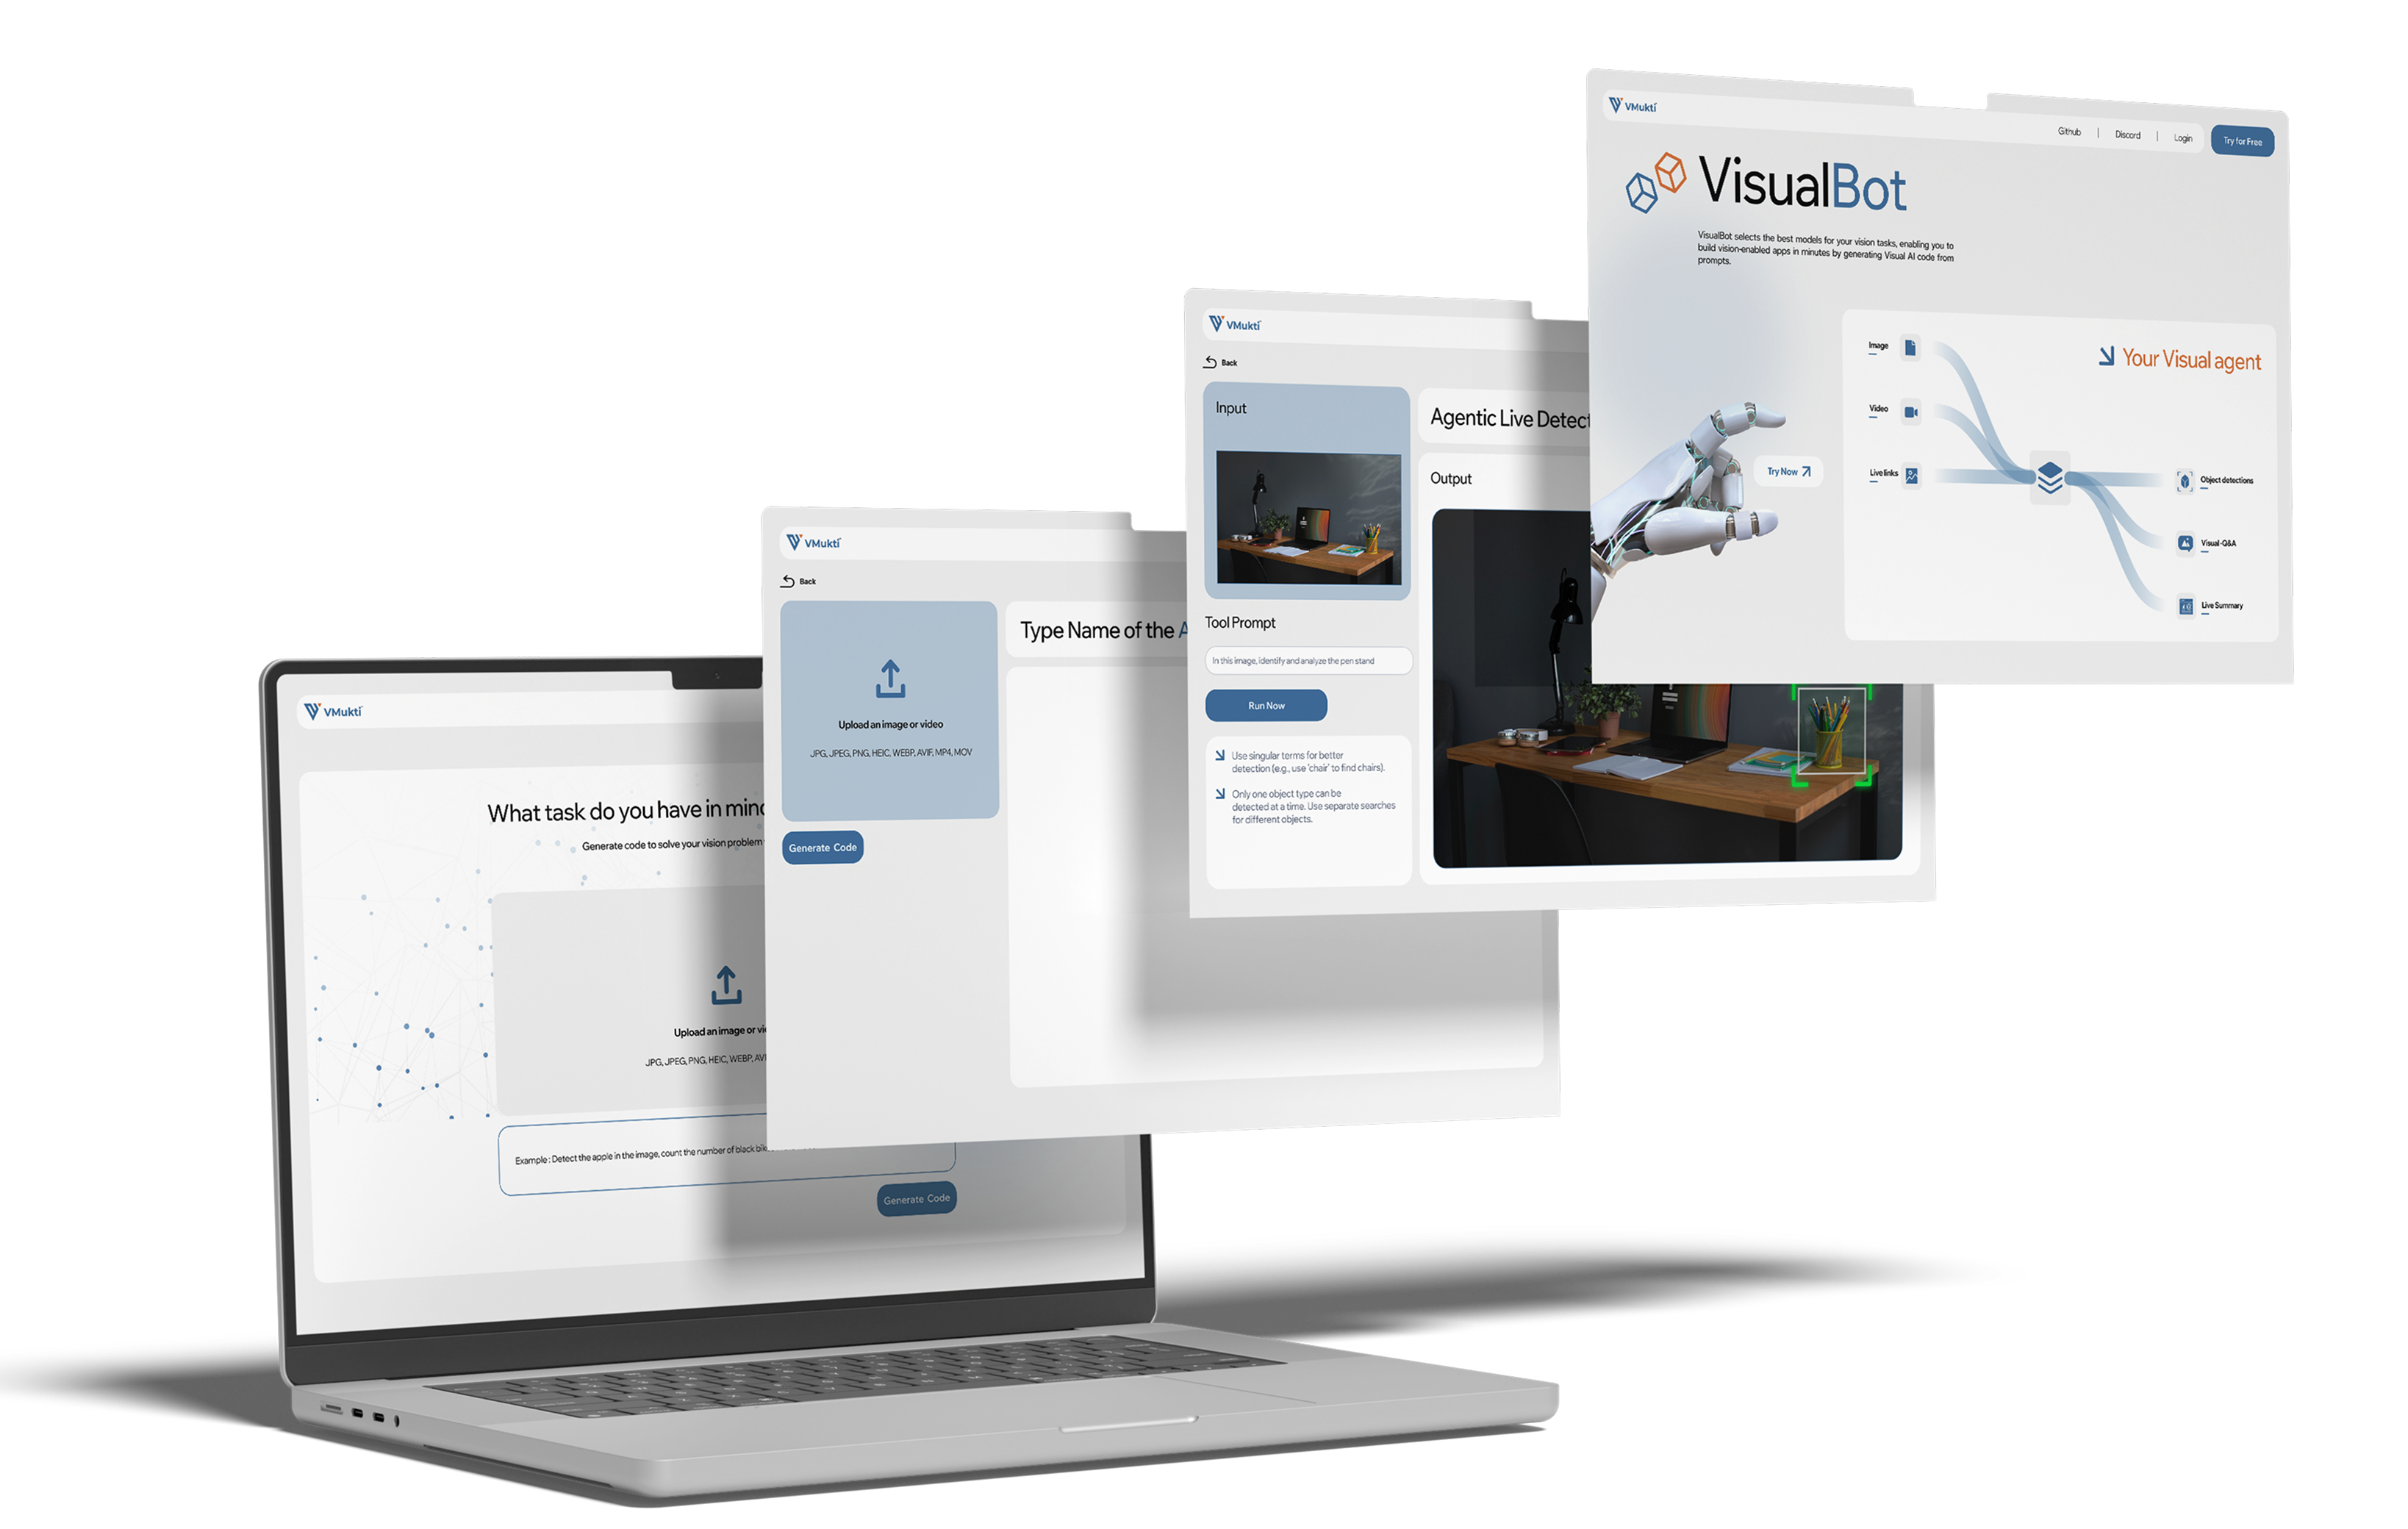 VMukti
What task do you have in mind
Generate code to solve your vision problem
Upload an image or vi
JPG, JPEG, PNG, HEIC, WEBP, AVI
Example : Detect the apple in the image, count the number of black bik
Generate Code
VMukti
Back
Upload an image or video
JPG, JPEG, PNG, HEIC, WEBP, AVIF, MP4, MOV
Generate Code
Type Name of the A
VMukti
Back
Input
Tool Prompt
In this image, identify and analyze the pen stand
Run Now
Use singular terms for better
detection (e.g., use 'chair' to find chairs).
Only one object type can be
detected at a time. Use separate searches
for different objects.
Agentic Live Detect
Output
VMukti
Github | Discord | Login
Try for Free
VisualBot
VisualBot selects the best models for your vision tasks, enabling you to
build vision-enabled apps in minutes by generating Visual AI code from
prompts.
Try Now
Your Visual agent
Image
Video
Live links
Object detections
Visual-Q&A
Live Summary